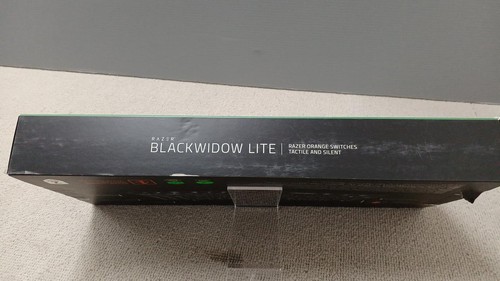 RAZER
BLACKWIDOW LITE
RAZER ORANGE SWITCHES
TACTILE AND SILENT